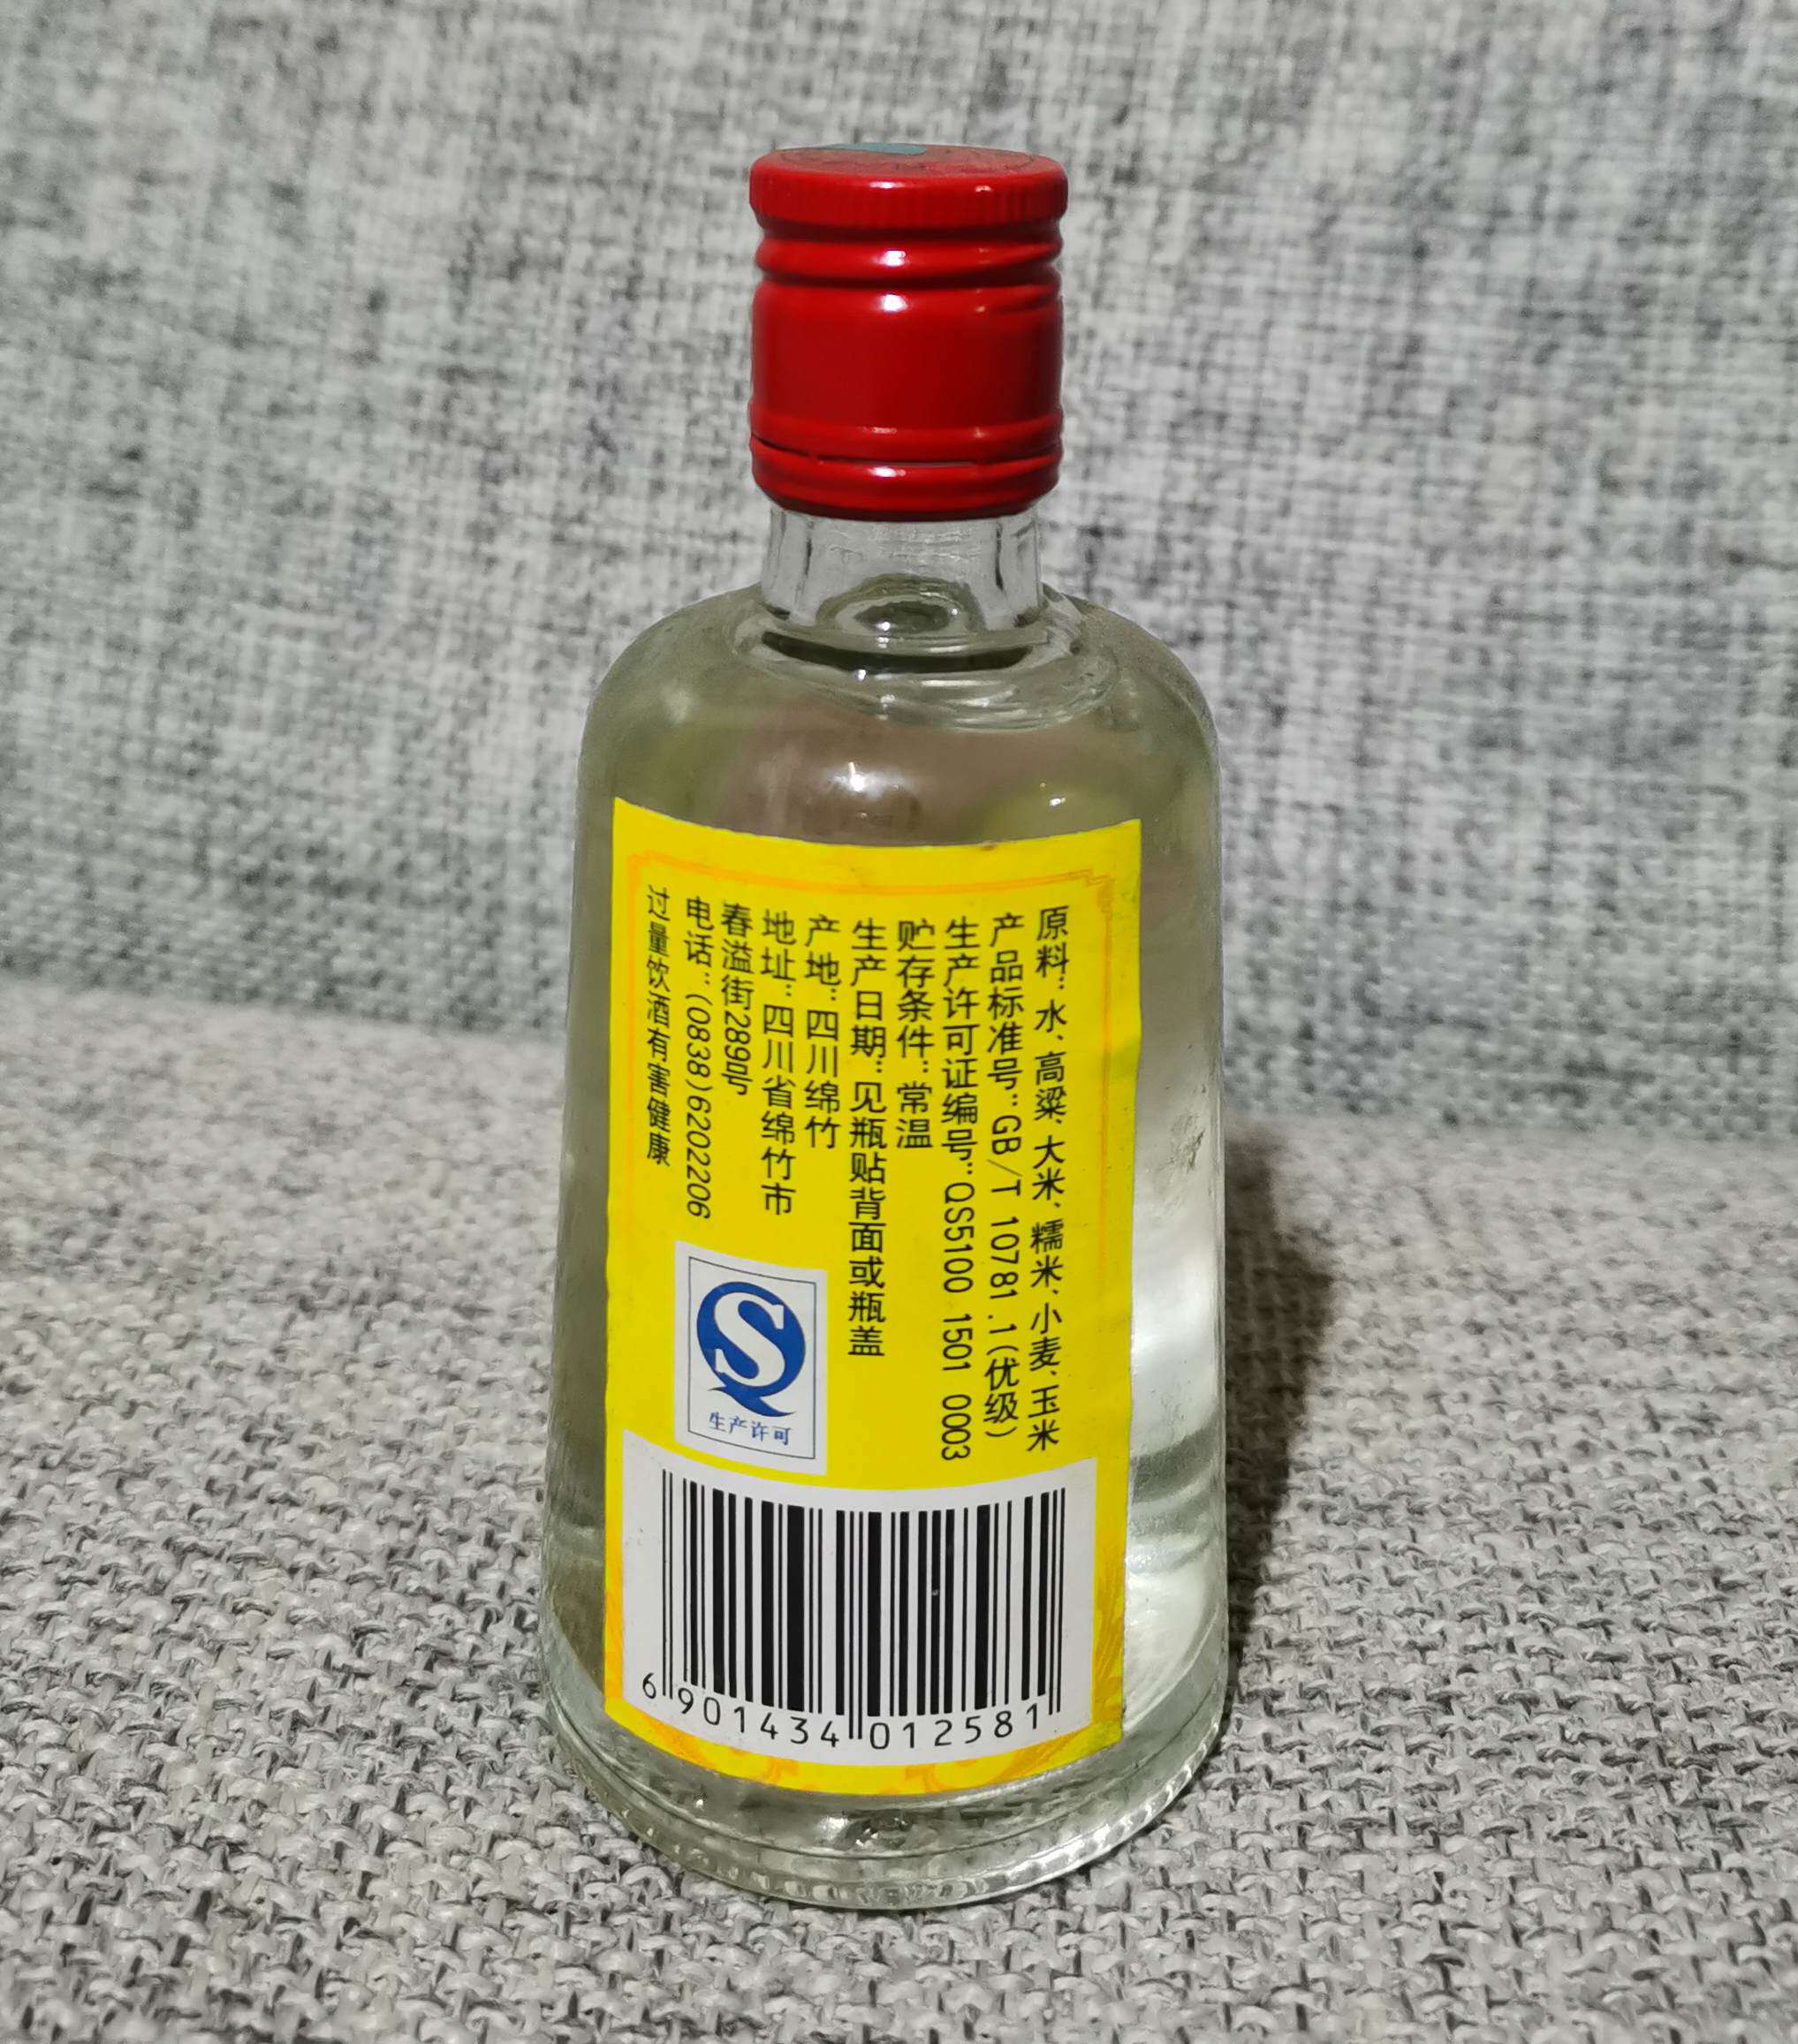 原料：水、高粱、大米、糯米、小麦、玉米
产品标准号：GB/T 10781.1(优级)
生产许可证编号：QS5100 1501 0003
贮存条件：常温
生产日期：见瓶贴背面或瓶盖
产地：四川绵竹
地址：四川省绵竹市
春溢街289号
电话：(0838)6202206
过量饮酒有害健康
生产许可
6 901434 012581